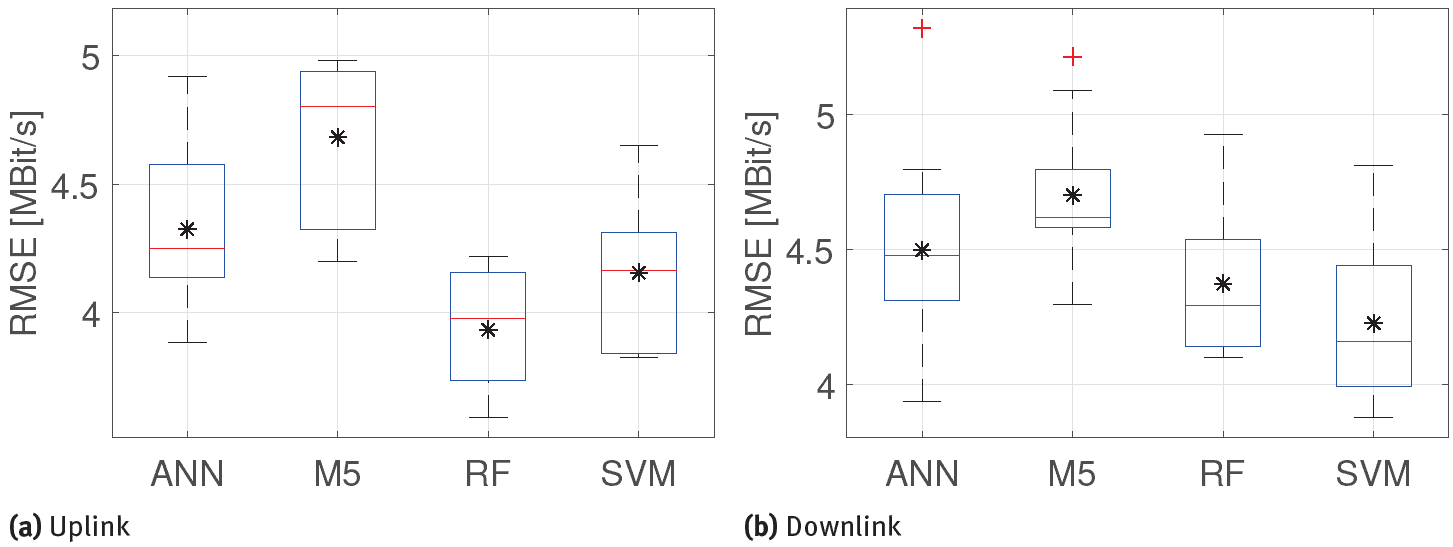 RMSE [MBit/s]
5
4.5
4
ANN M5 RF SVM
(a) Uplink
RMSE [MBit/s]
5
4.5
4
ANN M5 RF SVM
(b) Downlink